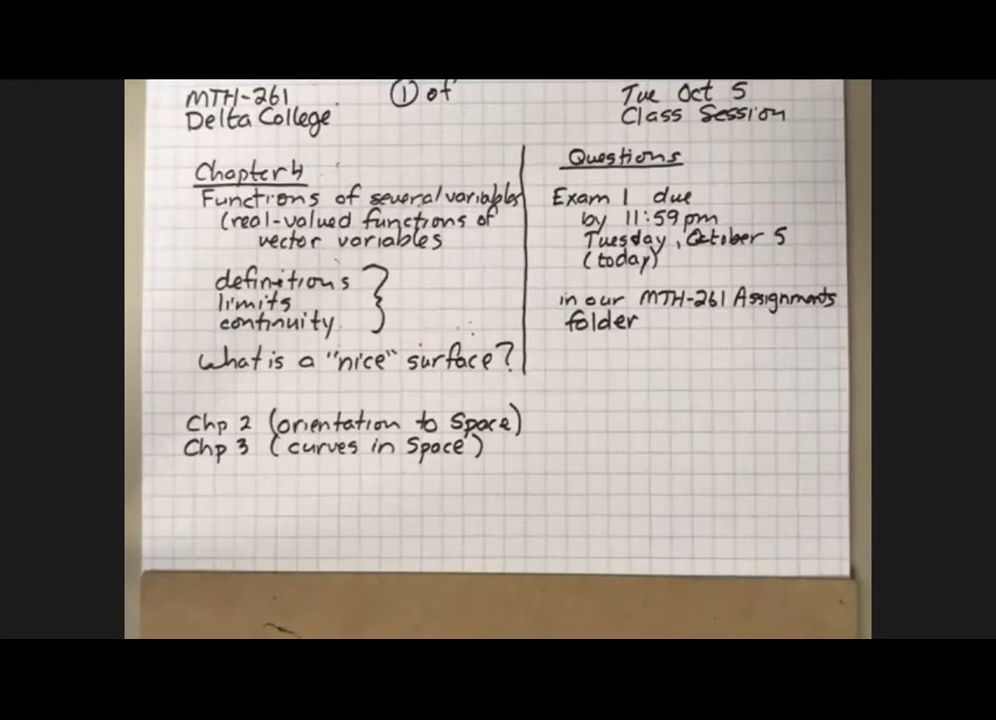 MTH-261
Delta College
① of
Tue Oct 5
Class Session
Chapter 4
Functions of several variables
(real-valued functions of
vector variables
definitions
limits
continuity
What is a "nice" surface?
Questions
Exam 1 due
by 11:59pm
Tuesday, October 5
(today)
in our MTH-261 Assignments
folder
Chp 2 (orientation to Space)
Chp 3 (curves in Space)